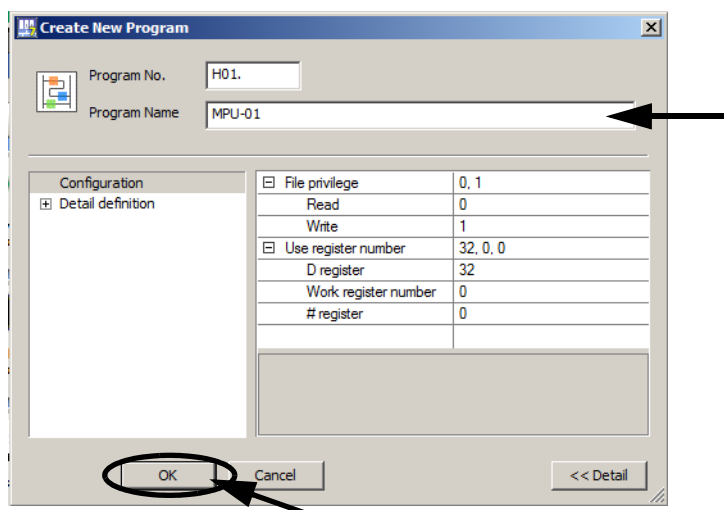 Create New Program
Program No. H01.
Program Name MPU-01
Configuration
Detail definition
File privilege 0, 1
Read 0
Write 1
Use register number 32, 0, 0
D register 32
Work register number 0
# register 0
OK Cancel << Detail